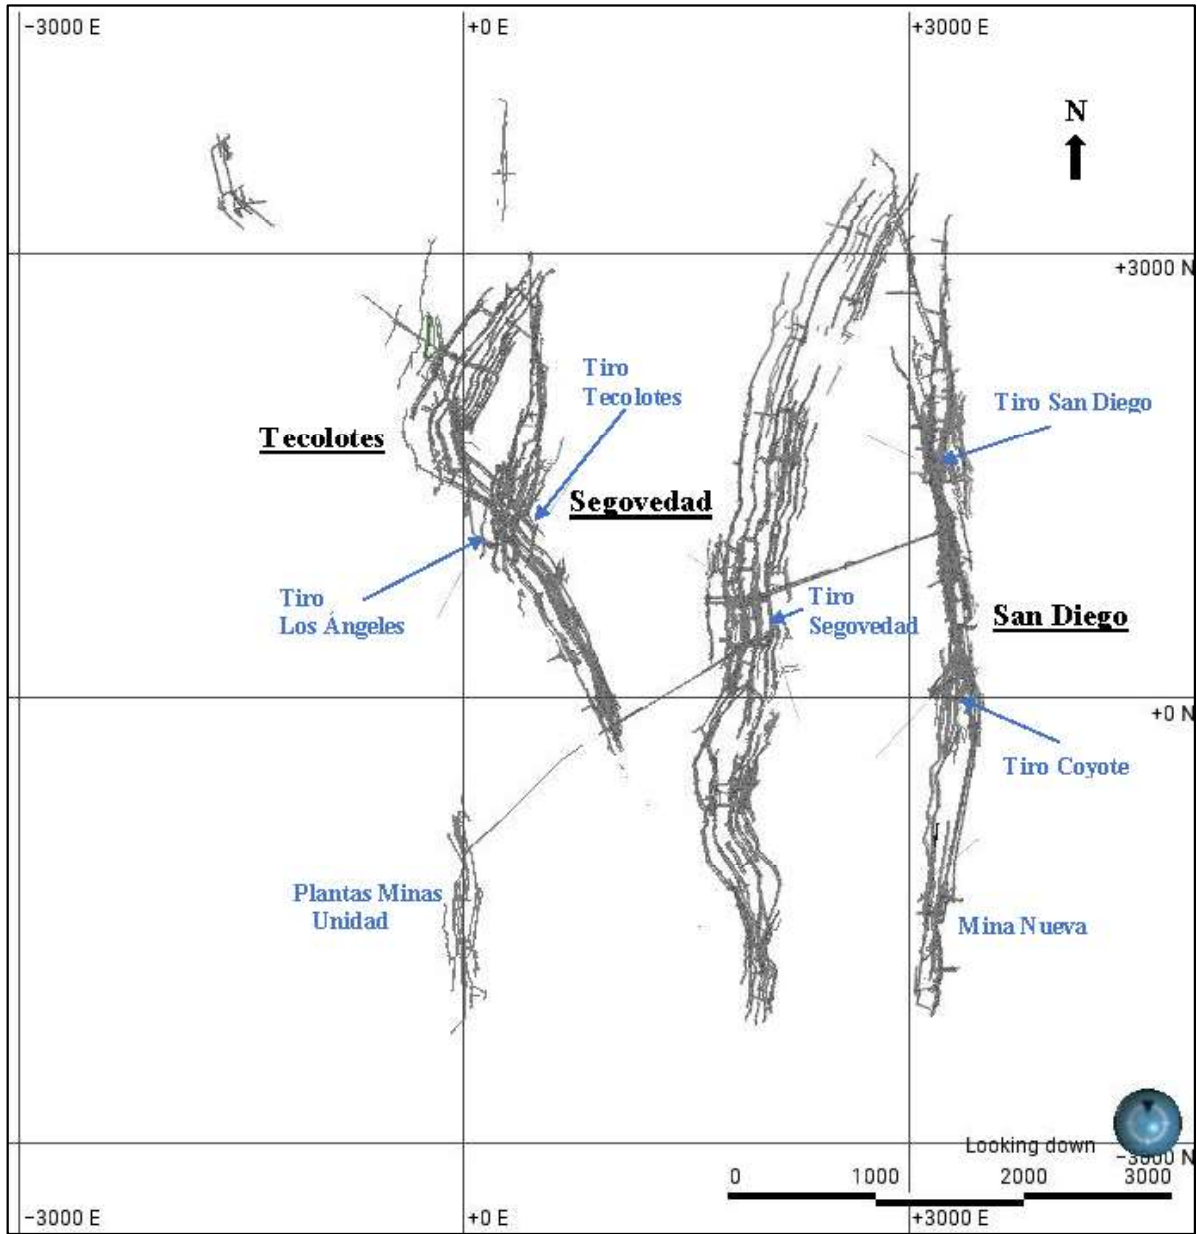 −3000 E
+0 E
+3000 E
N
+3000 N
Tiro
Tecolotes
Tiro San Diego
Tecolotes
Segovedad
Tiro
Los Ángeles
Tiro
Segovedad
San Diego
+0 N
Tiro Coyote
Plantas Minas
Unidad
Mina Nueva
Looking down
−3000 N
0
1000
2000
3000
−3000 E
+0 E
+3000 E